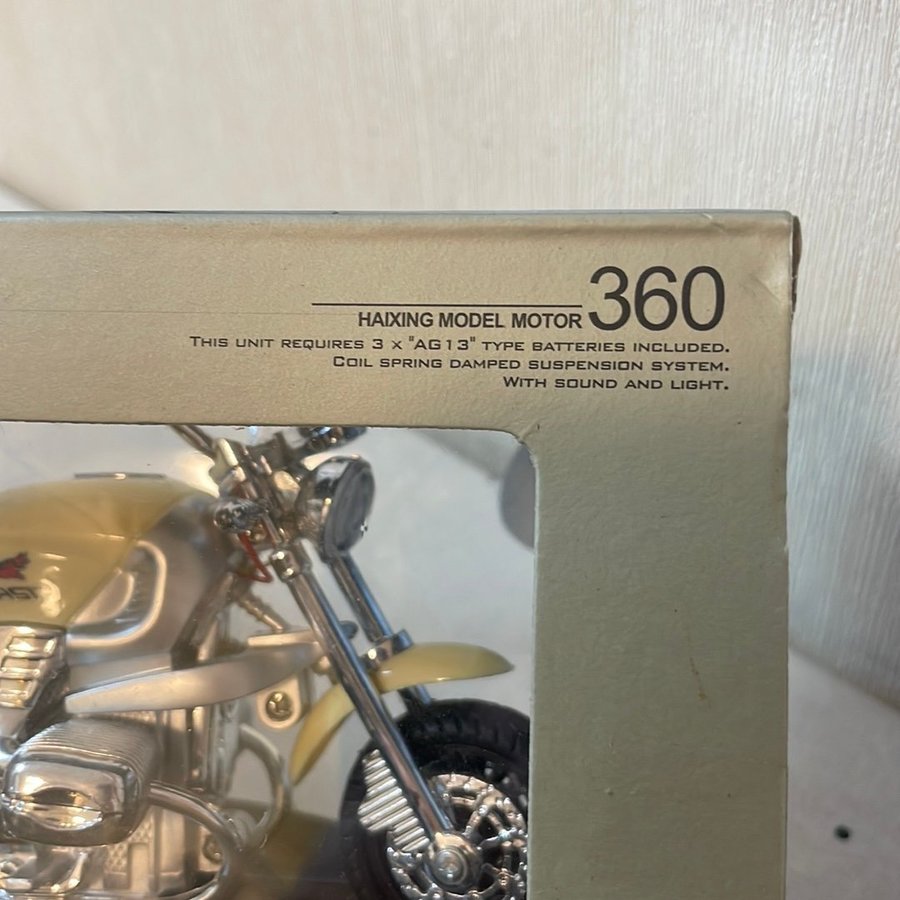 HAIXING MODEL MOTOR 360
THIS UNIT REQUIRES 3 x "AG13" TYPE BATTERIES INCLUDED.
COIL SPRING DAMPED SUSPENSION SYSTEM.
WITH SOUND AND LIGHT.